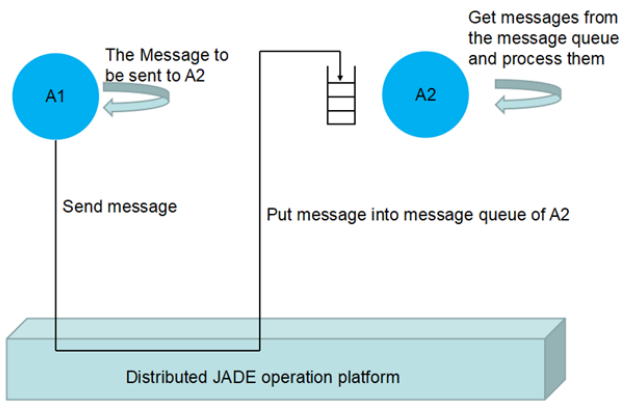 Get messages from
the message queue
and process them
The Message to
be sent to A2
A1
A2
Send message
Put message into message queue of A2
Distributed JADE operation platform